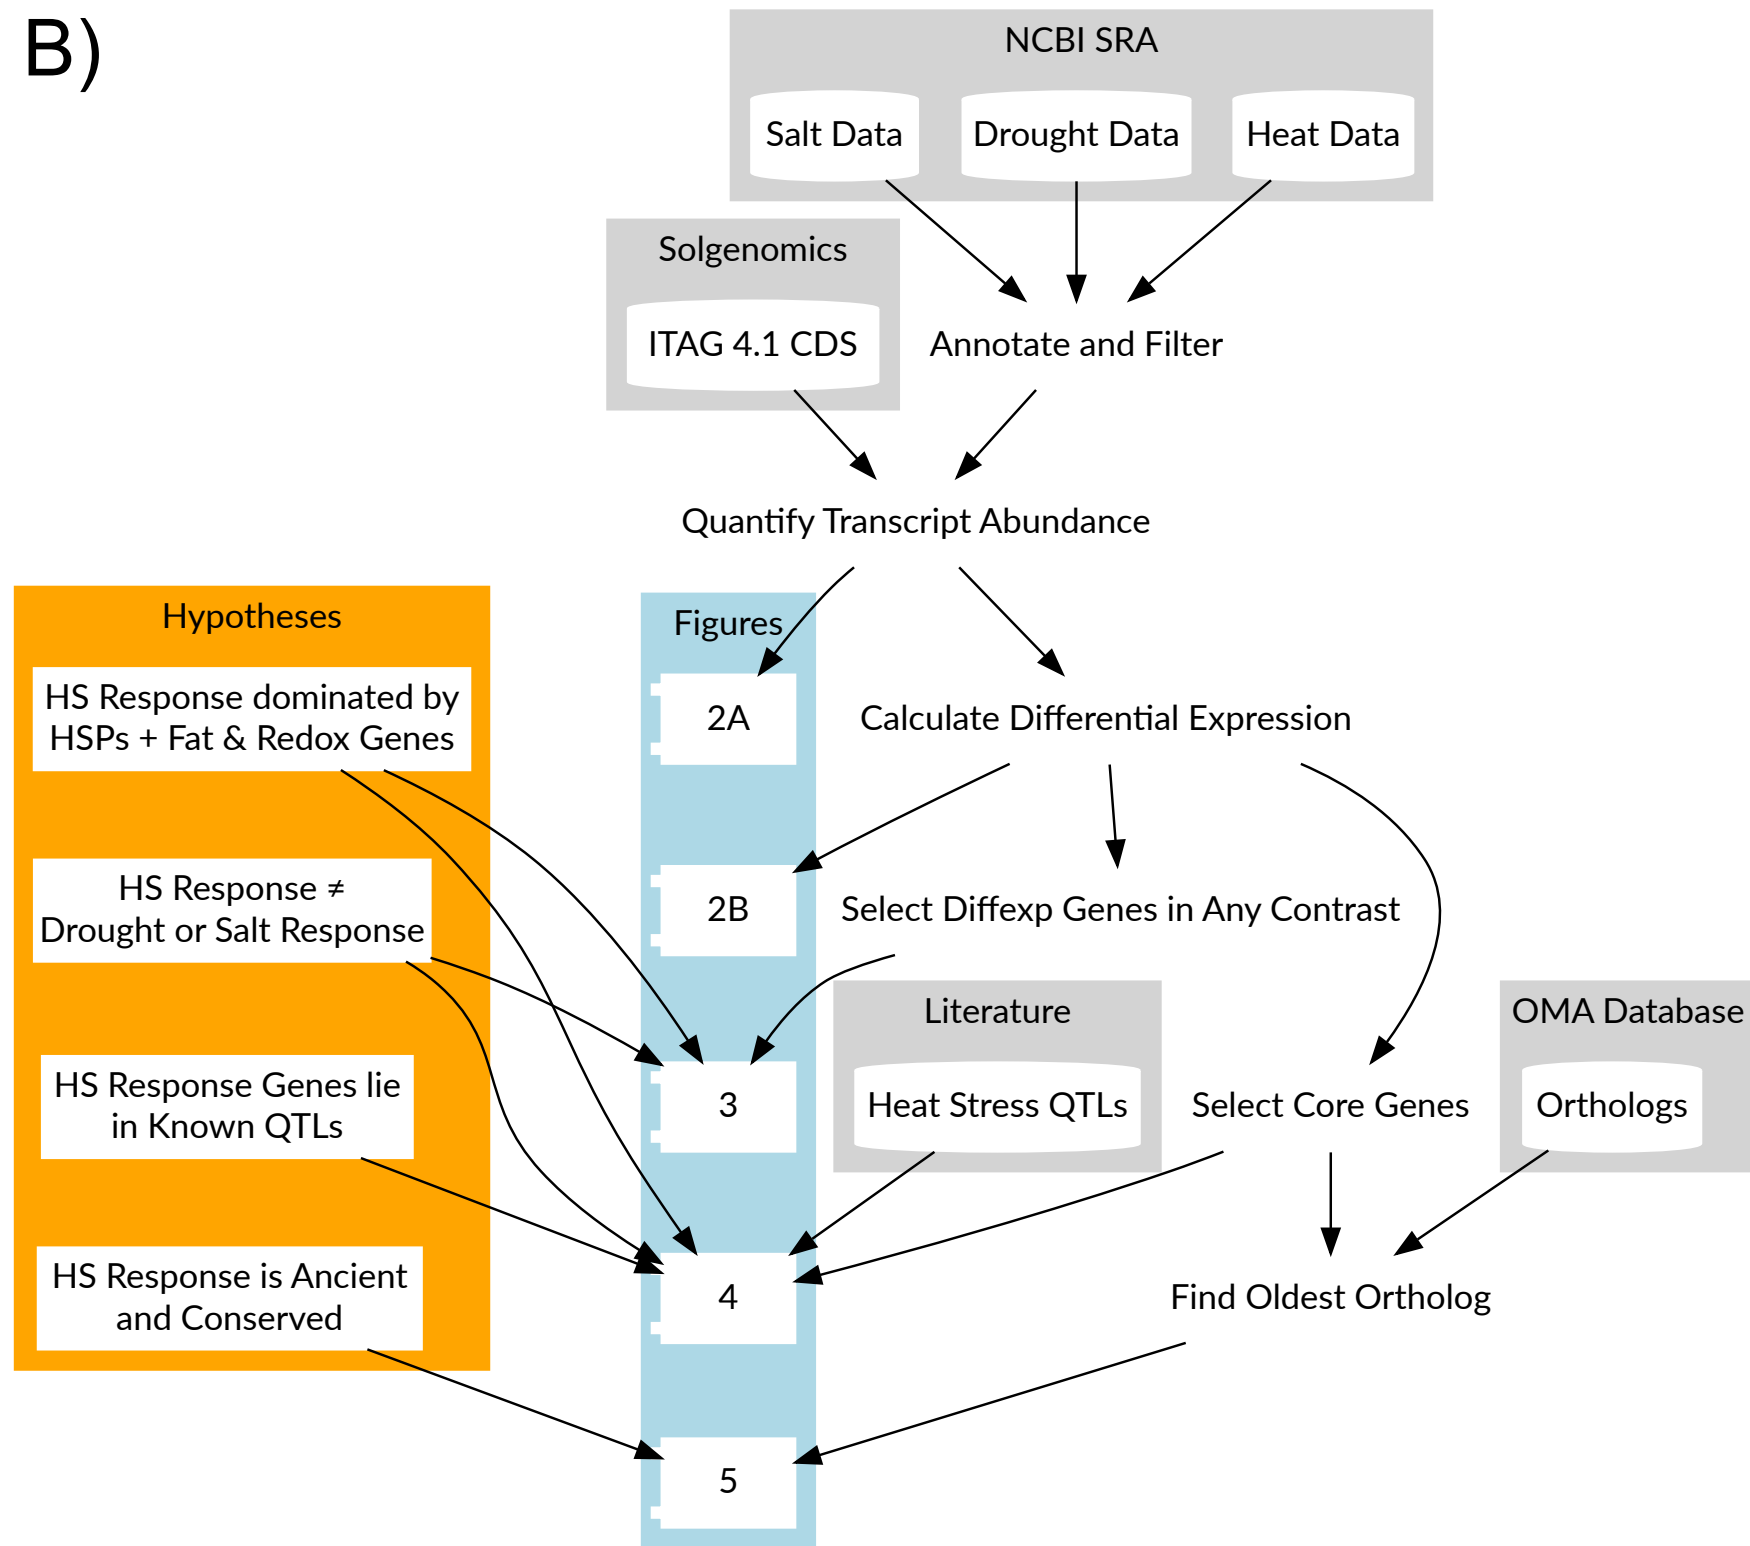 B)
NCBI SRA
Salt Data
Drought Data
Heat Data
Solgenomics
ITAG 4.1 CDS
Annotate and Filter
Quantify Transcript Abundance
Hypotheses
HS Response dominated by
HSPs + Fat & Redox Genes
HS Response ≠
Drought or Salt Response
HS Response Genes lie
in Known QTLs
HS Response is Ancient
and Conserved
Figures
2A
2B
3
4
5
Calculate Differential Expression
Select Diffexp Genes in Any Contrast
Literature
Heat Stress QTLs
Select Core Genes
OMA Database
Orthologs
Find Oldest Ortholog